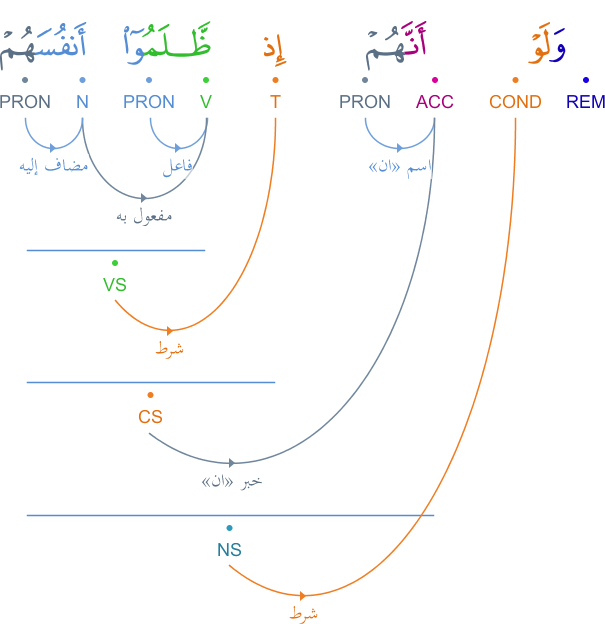 وَلَوْ أَنَّهُمْ إِذ ظَّلَمُوٓا۟ أَنفُسَهُمْ
REM COND ACC PRON T V PRON N PRON
اسم «ان» فاعل مضاف إليه
مفعول به
VS
شرط
CS
خبر «ان»
NS
شرط